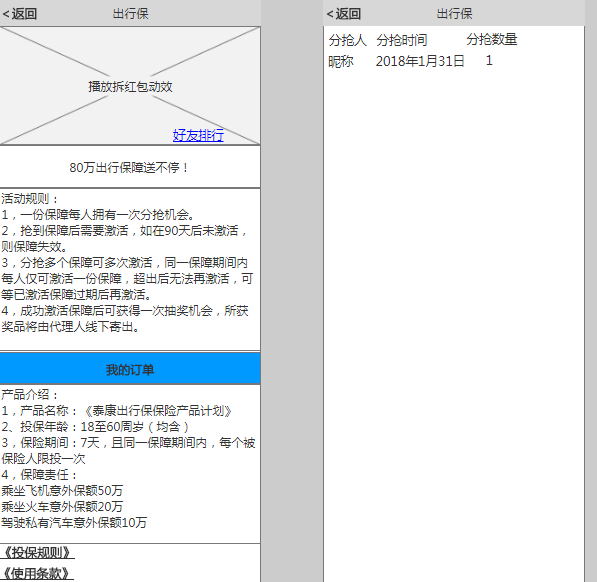 < 返回
出行保
播放拆红包动效
好友排行
80万出行保障送不停！
活动规则：
1，一份保障每人拥有一次分抢机会。
2，抢到保障后需要激活，如在90天后未激活，
则保障失效。
3，分抢多个保障可多次激活，同一保障期间内
每人仅可激活一份保障，超出后无法再激活，可
等已激活保障过期后再激活。
4，成功激活保障后可获得一次抽奖机会，所获
奖品将由代理人线下寄出。
我的订单
产品介绍：
1，产品名称：《泰康出行保保险产品计划》
2、投保年龄：18至60周岁（均含）
3，保险期间：7天，且同一保障期间内，每个被
保险人限投一次
4，保障责任：
乘坐飞机意外保额50万
乘坐火车意外保额20万
驾驶私有汽车意外保额10万
《投保规则》
《使用条款》
< 返回
出行保
分抢人 分抢时间 分抢数量
昵称 2018年1月31日 1